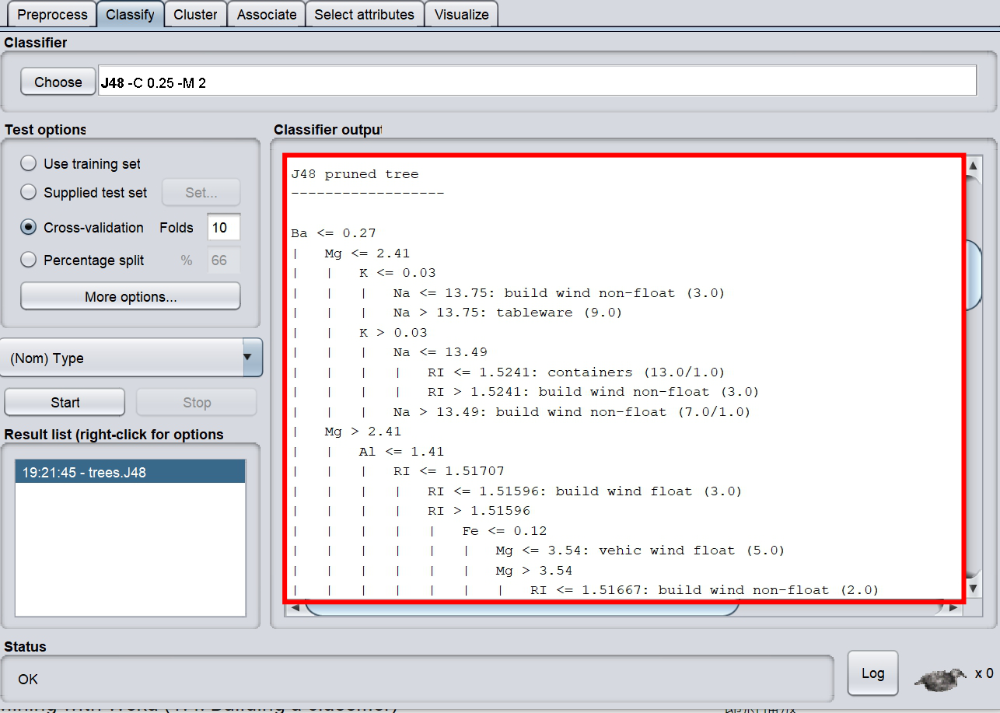 Preprocess Classify Cluster Associate Select attributes Visualize
Classifier
Choose J48 -C 0.25 -M 2
Test options
Use training set
Supplied test set Set...
Cross-validation Folds 10
Percentage split % 66
More options...
(Nom) Type
Start Stop
Result list (right-click for options
19:21:45 - trees.J48
Classifier output
J48 pruned tree
------------------
Ba <= 0.27
| Mg <= 2.41
| | K <= 0.03
| | | Na <= 13.75: build wind non-float (3.0)
| | | Na > 13.75: tableware (9.0)
| | K > 0.03
| | | Na <= 13.49
| | | | RI <= 1.5241: containers (13.0/1.0)
| | | | RI > 1.5241: build wind non-float (3.0)
| | | Na > 13.49: build wind non-float (7.0/1.0)
| Mg > 2.41
| | Al <= 1.41
| | | RI <= 1.51707
| | | | RI <= 1.51596: build wind float (3.0)
| | | | RI > 1.51596
| | | | | Fe <= 0.12
| | | | | | Mg <= 3.54: vehic wind float (5.0)
| | | | | | Mg > 3.54
| | | | | | | RI <= 1.51667: build wind non-float (2.0)
Status
OK
Log x 0